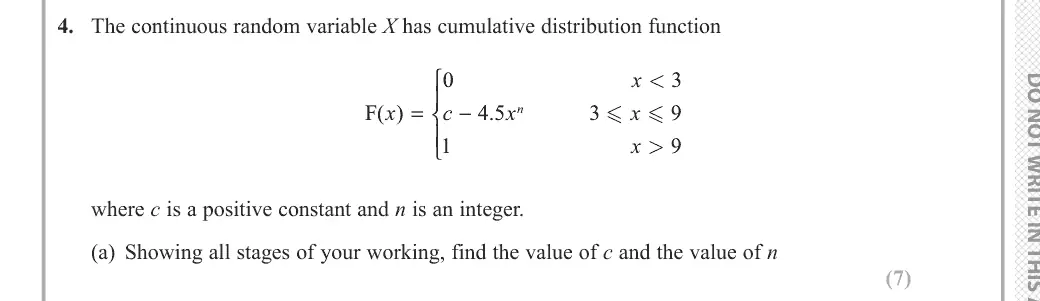 4. The continuous random variable X has cumulative distribution function
0 x < 3
F(x) = { c − 4.5xⁿ 3 ⩽ x ⩽ 9
1 x > 9
where c is a positive constant and n is an integer.
(a) Showing all stages of your working, find the value of c and the value of n
(7)
DO NOT WRITE IN THIS